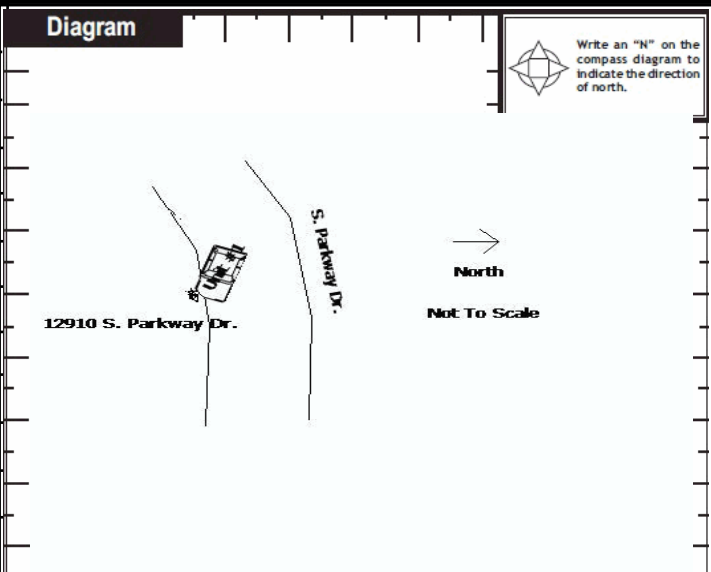 Diagram
Write an “N” on the
compass diagram to
indicate the direction
of north.
S. Parkway Dr.
North
Not To Scale
12910 S. Parkway Dr.